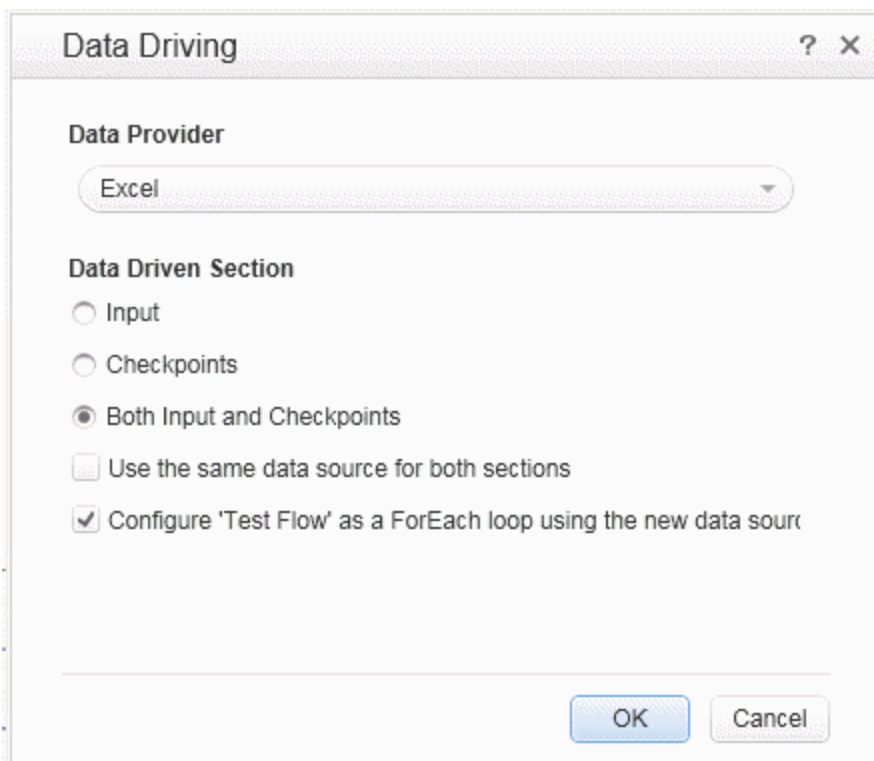 Data Driving
?
Data Provider
Excel
Data Driven Section
Input
Checkpoints
Both Input and Checkpoints
Use the same data source for both sections
Configure 'Test Flow' as a ForEach loop using the new data sourc
OK
Cancel